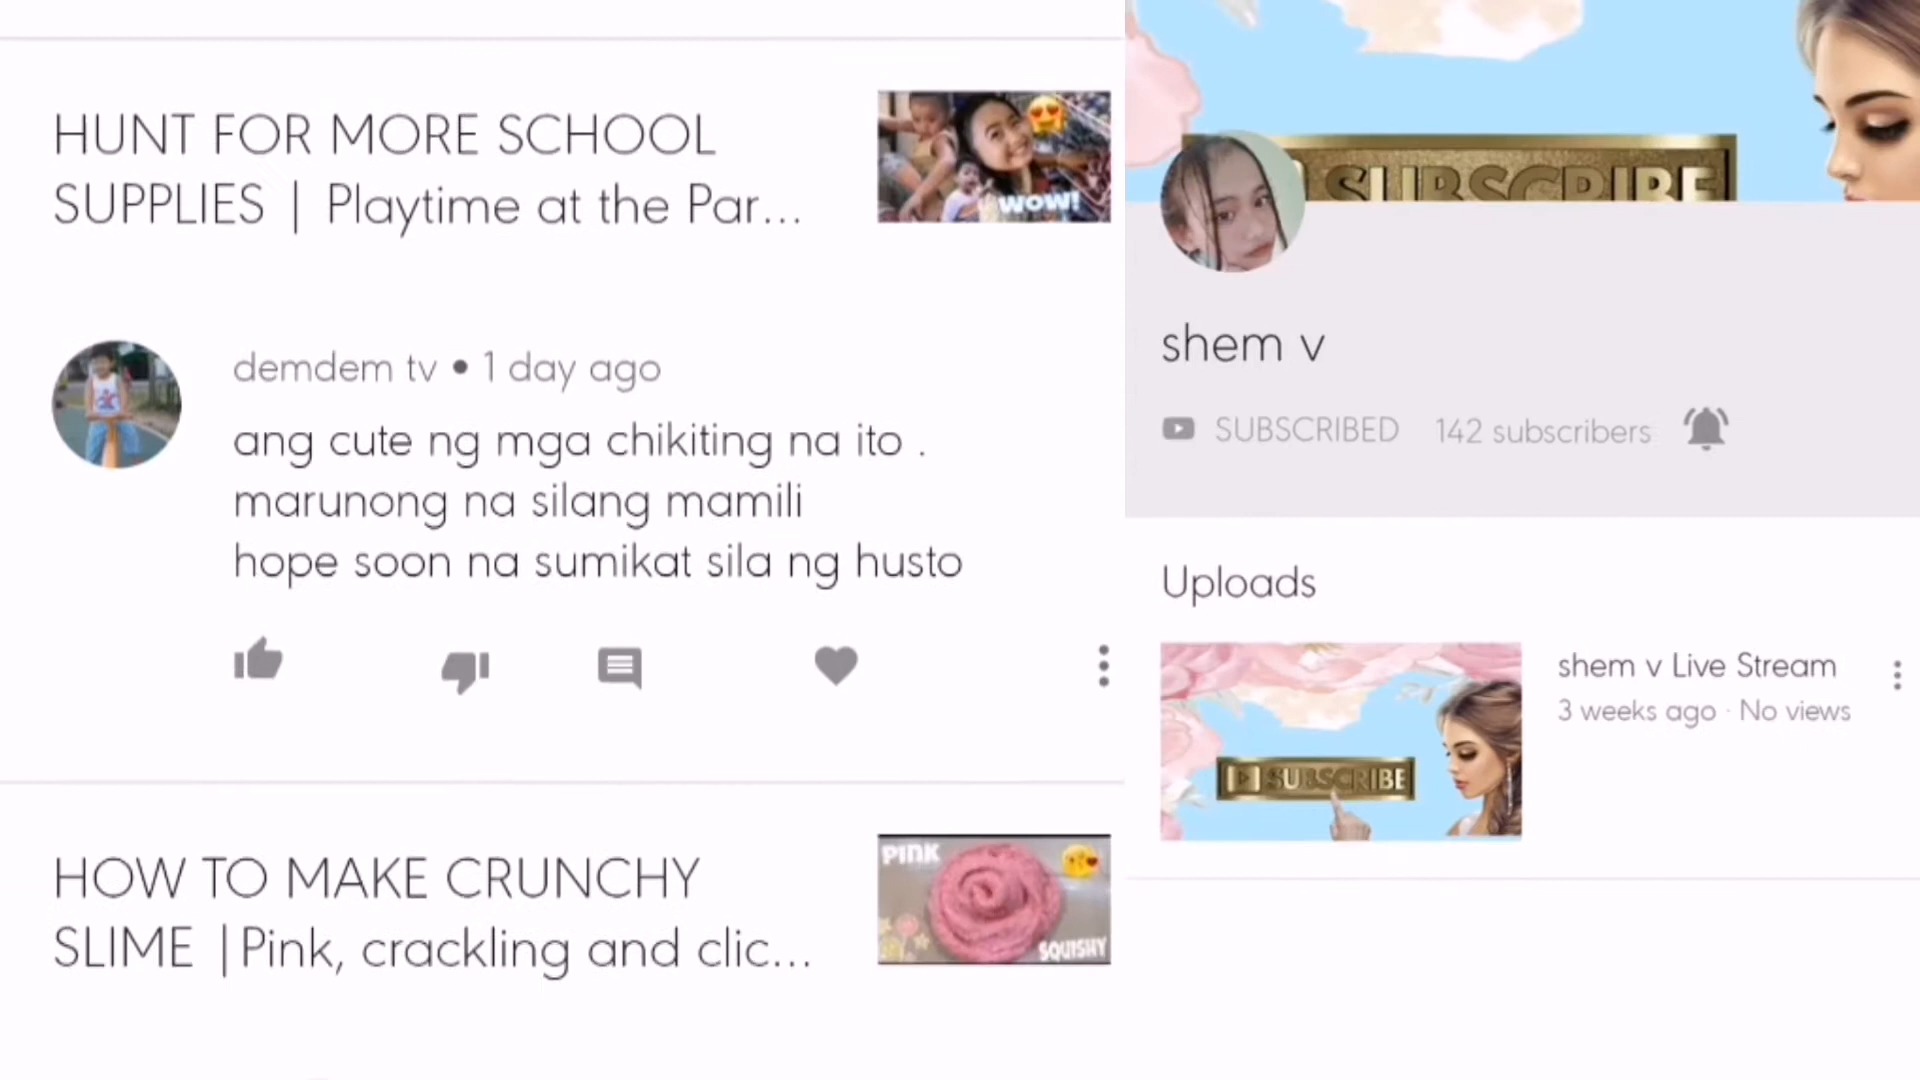 HUNT FOR MORE SCHOOL
SUPPLIES | Playtime at the Par...
WOW!
demdem tv • 1 day ago
ang cute ng mga chikiting na ito .
marunong na silang mamili
hope soon na sumikat sila ng husto
HOW TO MAKE CRUNCHY
SLIME |Pink, crackling and clic...
PINK
SQUISHY
SUBSCRIBE
shem v
SUBSCRIBED 142 subscribers
Uploads
SUBSCRIBE
shem v Live Stream
3 weeks ago · No views